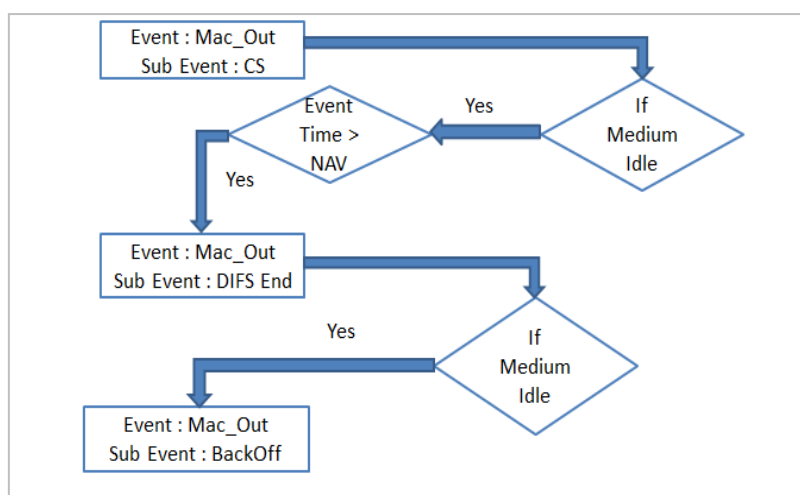 Event : Mac_Out
Sub Event : CS
If
Medium
Idle
Yes
Event
Time >
NAV
Yes
Event : Mac_Out
Sub Event : DIFS End
If
Medium
Idle
Yes
Event : Mac_Out
Sub Event : BackOff